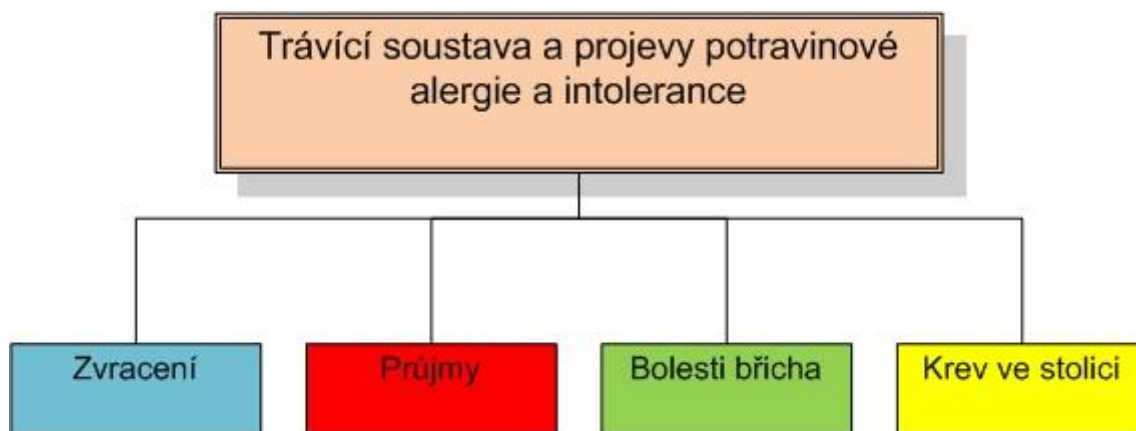 Trávící soustava a projevy potravinové
alergie a intolerance
Zvracení
Průjmy
Bolesti břicha
Krev ve stolici